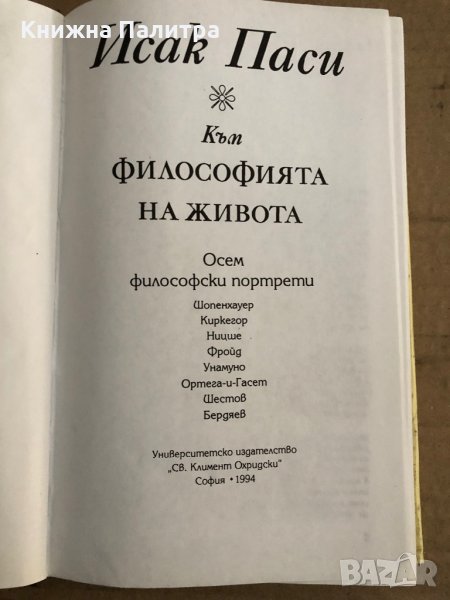 Книжна Палитра
Исак Паси
Към
ФИЛОСОФИЯТА
НА ЖИВОТА
Осем
философски портрети
Шопенхауер
Киркегор
Ницше
Фройд
Унамуно
Ортега-и-Гасет
Шестов
Бердяев
Университетско издателство
„Св. Климент Охридски“
София • 1994
BAZAR